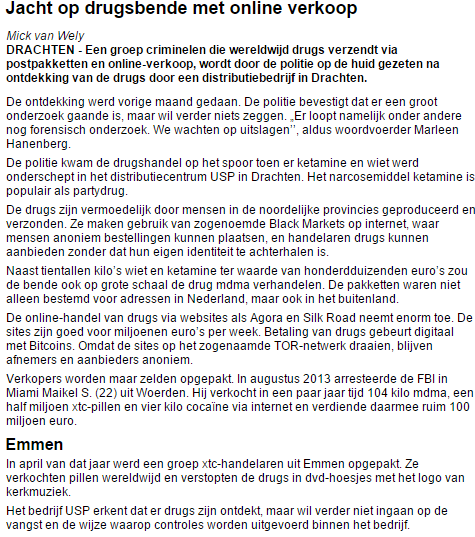 Jacht op drugsbende met online verkoop
Mick van Wely
DRACHTEN - Een groep criminelen die wereldwijd drugs verzendt via
postpakketten en online-verkoop, wordt door de politie op de huid gezeten na
ontdekking van de drugs door een distributiebedrijf in Drachten.
De ontdekking werd vorige maand gedaan. De politie bevestigt dat er een groot
onderzoek gaande is, maar wil verder niets zeggen. „Er loopt namelijk onder andere
nog forensisch onderzoek. We wachten op uitslagen’’, aldus woordvoerder Marleen
Hanenberg.
De politie kwam de drugshandel op het spoor toen er ketamine en wiet werd
onderschept in het distributiecentrum USP in Drachten. Het narcosemiddel ketamine is
populair als partydrug.
De drugs zijn vermoedelijk door mensen in de noordelijke provincies geproduceerd en
verzonden. Ze maken gebruik van zogenoemde Black Markets op internet, waar
mensen anoniem bestellingen kunnen plaatsen, en handelaren drugs kunnen
aanbieden zonder dat hun eigen identiteit te achterhalen is.
Naast tientallen kilo’s wiet en ketamine ter waarde van honderdduizenden euro’s zou
de bende ook op grote schaal de drug mdma verhandelen. De pakketten waren niet
alleen bestemd voor adressen in Nederland, maar ook in het buitenland.
De online-handel van drugs via websites als Agora en Silk Road neemt enorm toe. De
sites zijn goed voor miljoenen euro’s per week. Betaling van drugs gebeurt digitaal
met Bitcoins. Omdat de sites op het zogenaamde TOR-netwerk draaien, blijven
afnemers en aanbieders anoniem.
Verkopers worden maar zelden opgepakt. In augustus 2013 arresteerde de FBI in
Miami Maikel S. (22) uit Woerden. Hij verkocht in een paar jaar tijd 104 kilo mdma, een
half miljoen xtc-pillen en vier kilo cocaïne via internet en verdiende daarmee ruim 100
miljoen euro.
Emmen
In april van dat jaar werd een groep xtc-handelaren uit Emmen opgepakt. Ze
verkochten pillen wereldwijd en verstopten de drugs in dvd-hoesjes met het logo van
kerkmuziek.
Het bedrijf USP erkent dat er drugs zijn ontdekt, maar wil verder niet ingaan op de
vangst en de wijze waarop controles worden uitgevoerd binnen het bedrijf.